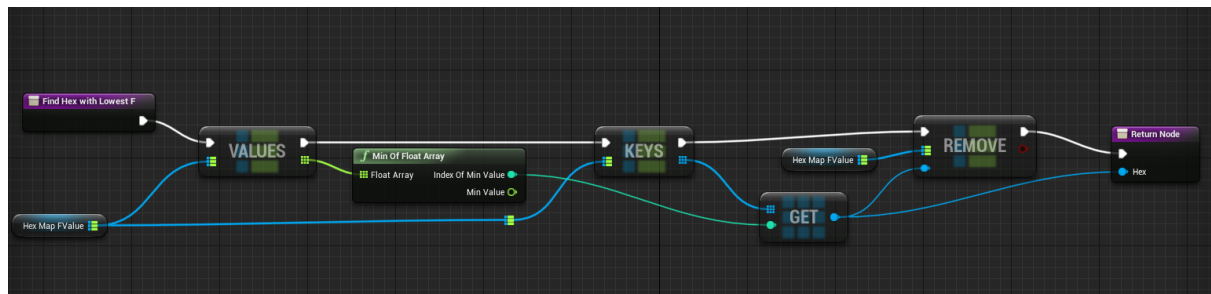 Find Hex with Lowest F
VALUES
Hex Map FValue
f Min Of Float Array
Float Array
Index Of Min Value
Min Value
KEYS
Hex Map FValue
GET
REMOVE
Return Node
Hex